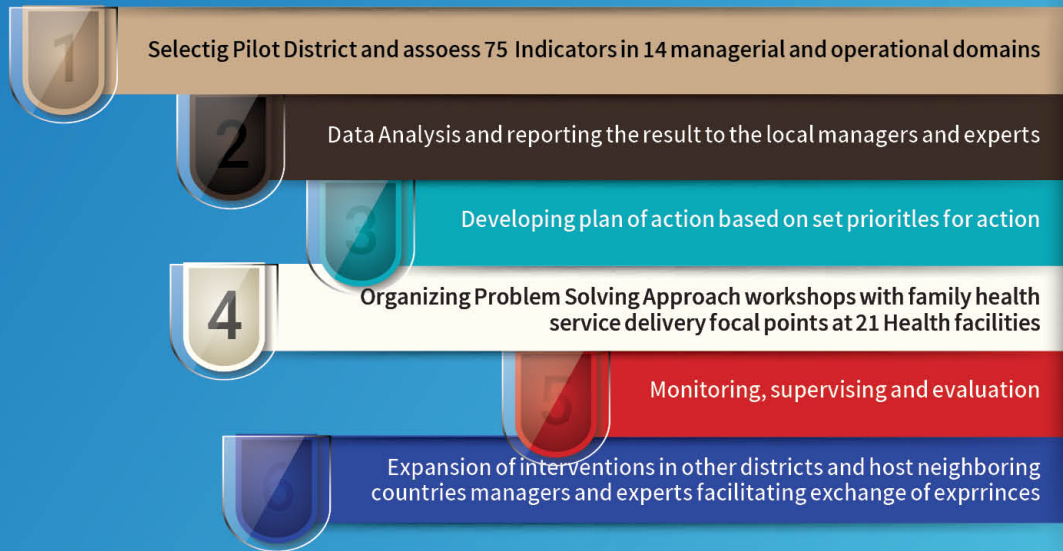 1
Selectig Pilot District and assoess 75 Indicators in 14 managerial and operational domains
2
Data Analysis and reporting the result to the local managers and experts
3
Developing plan of action based on set prioritles for action
4
Organizing Problem Solving Approach workshops with family health
service delivery focal points at 21 Health facilities
5
Monitoring, supervising and evaluation
6
Expansion of interventions in other districts and host neighboring
countries managers and experts facilitating exchange of exprrinces